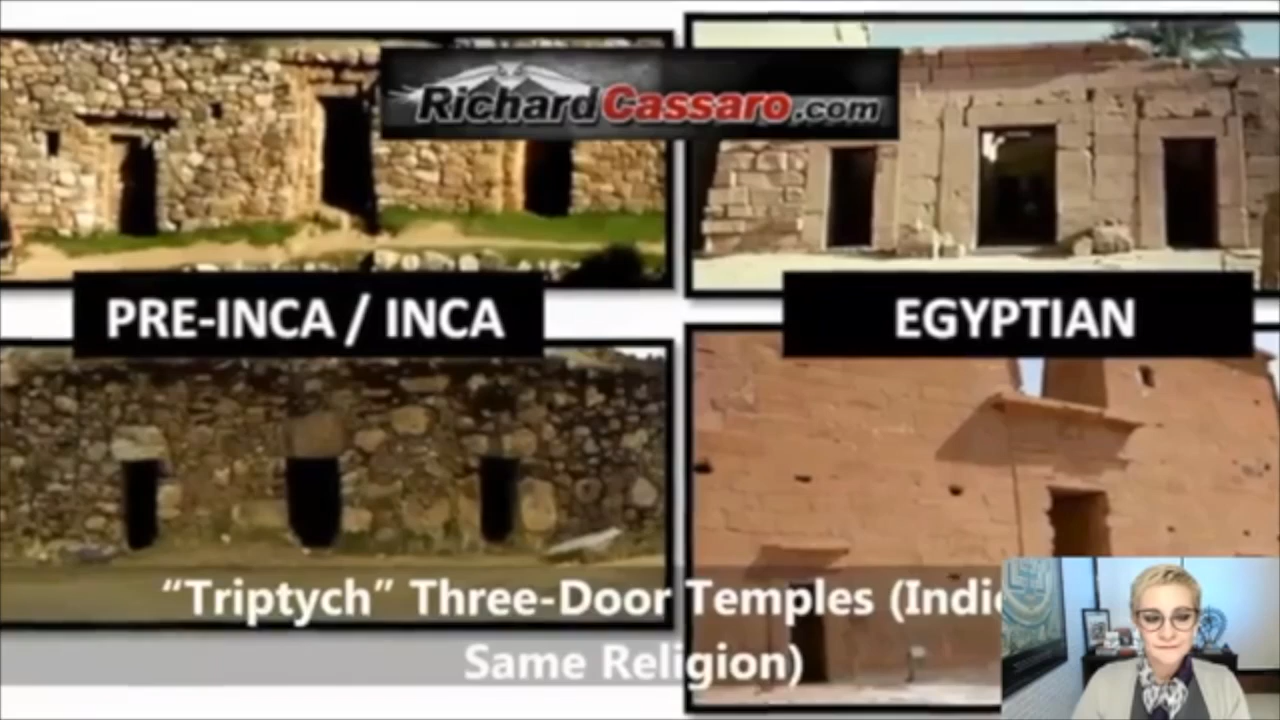 RichardCassaro.com
PRE-INCA / INCA
EGYPTIAN
“Triptych” Three-Door Temples
Same Religion)